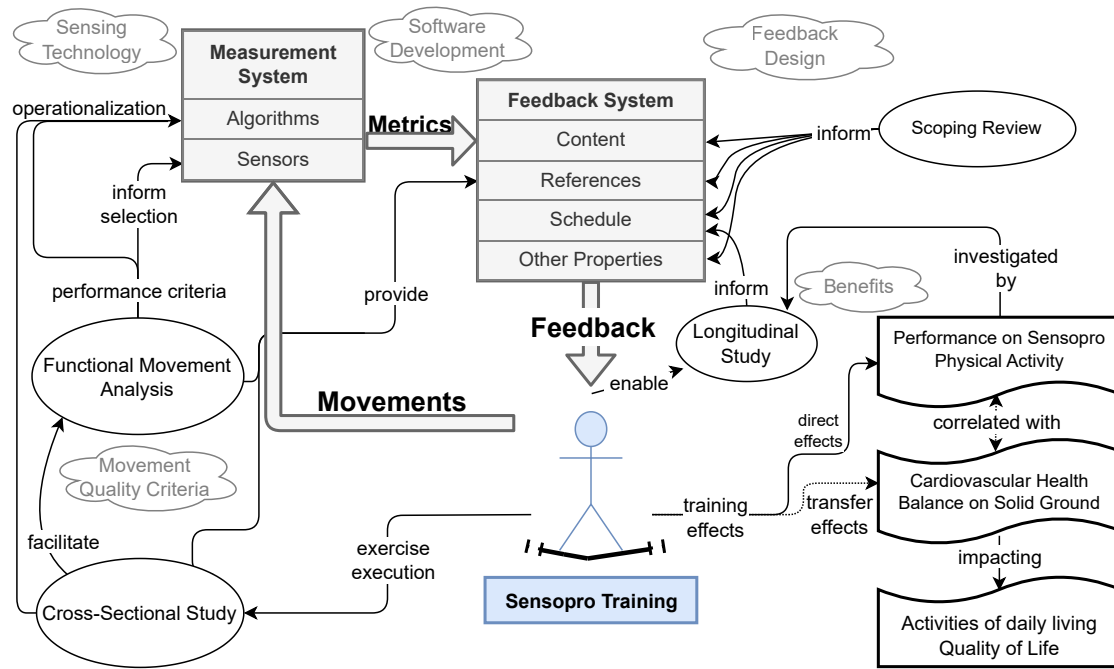 Sensing
Technology
Measurement
System
Algorithms
Sensors
Software
Development
Feedback
Design
operationalization
Metrics
Feedback System
Content
References
Schedule
Other Properties
inform
Scoping Review
inform
selection
performance criteria
provide
inform
Longitudinal
Study
Benefits
investigated
by
Feedback
enable
Functional Movement
Analysis
Movements
Performance on Sensopro
Physical Activity
direct
effects
correlated with
Movement
Quality Criteria
Cardiovascular Health
Balance on Solid Ground
training
effects
transfer
effects
facilitate
exercise
execution
impacting
Cross-Sectional Study
Sensopro Training
Activities of daily living
Quality of Life